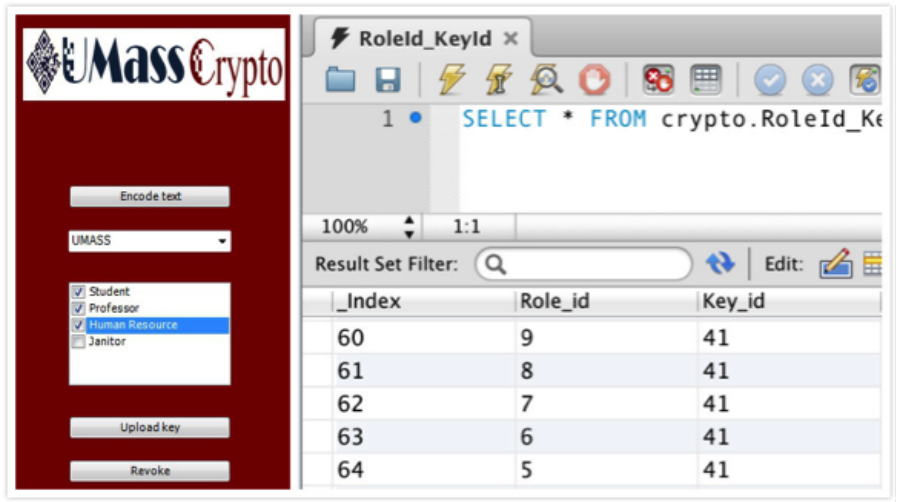 UMass Crypto
Encode text
UMASS
Student
Professor
Human Resource
Janitor
Upload key
Revoke
RoleId_KeyId
1 SELECT * FROM crypto.RoleId_Ke
100% 1:1
Result Set Filter: Edit:
_Index Role_id Key_id
60 9 41
61 8 41
62 7 41
63 6 41
64 5 41